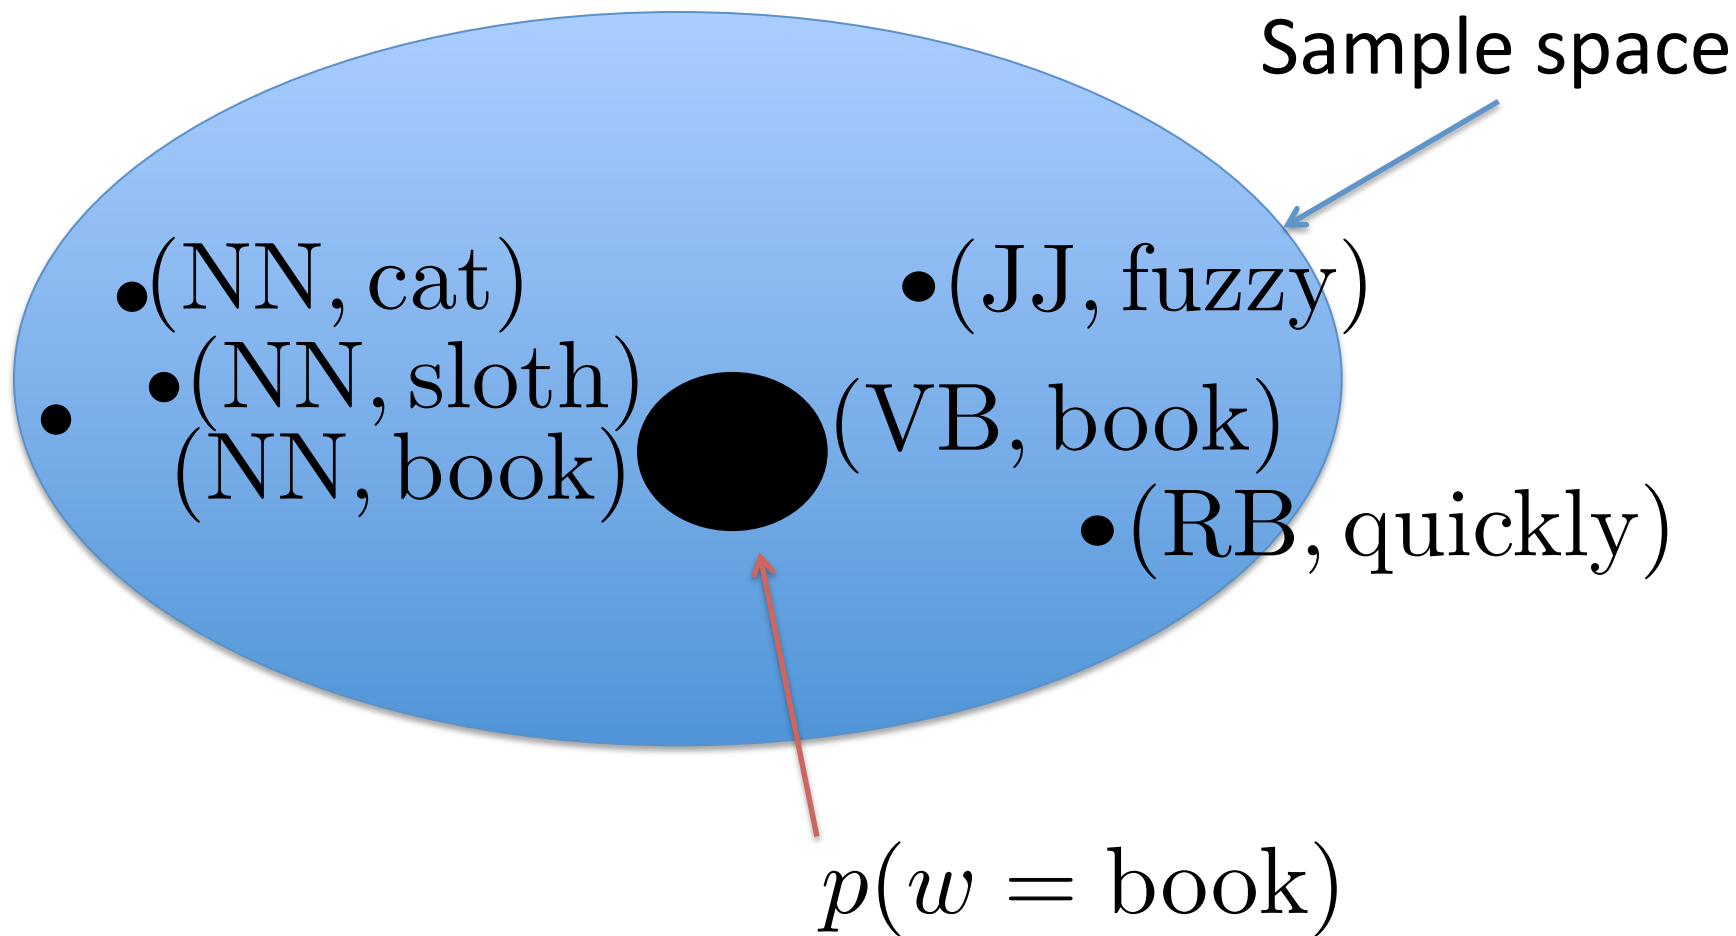 Sample space
(NN, cat)
(JJ, fuzzy)
(NN, sloth)
(VB, book)
(NN, book)
(RB, quickly)
p(w = book)